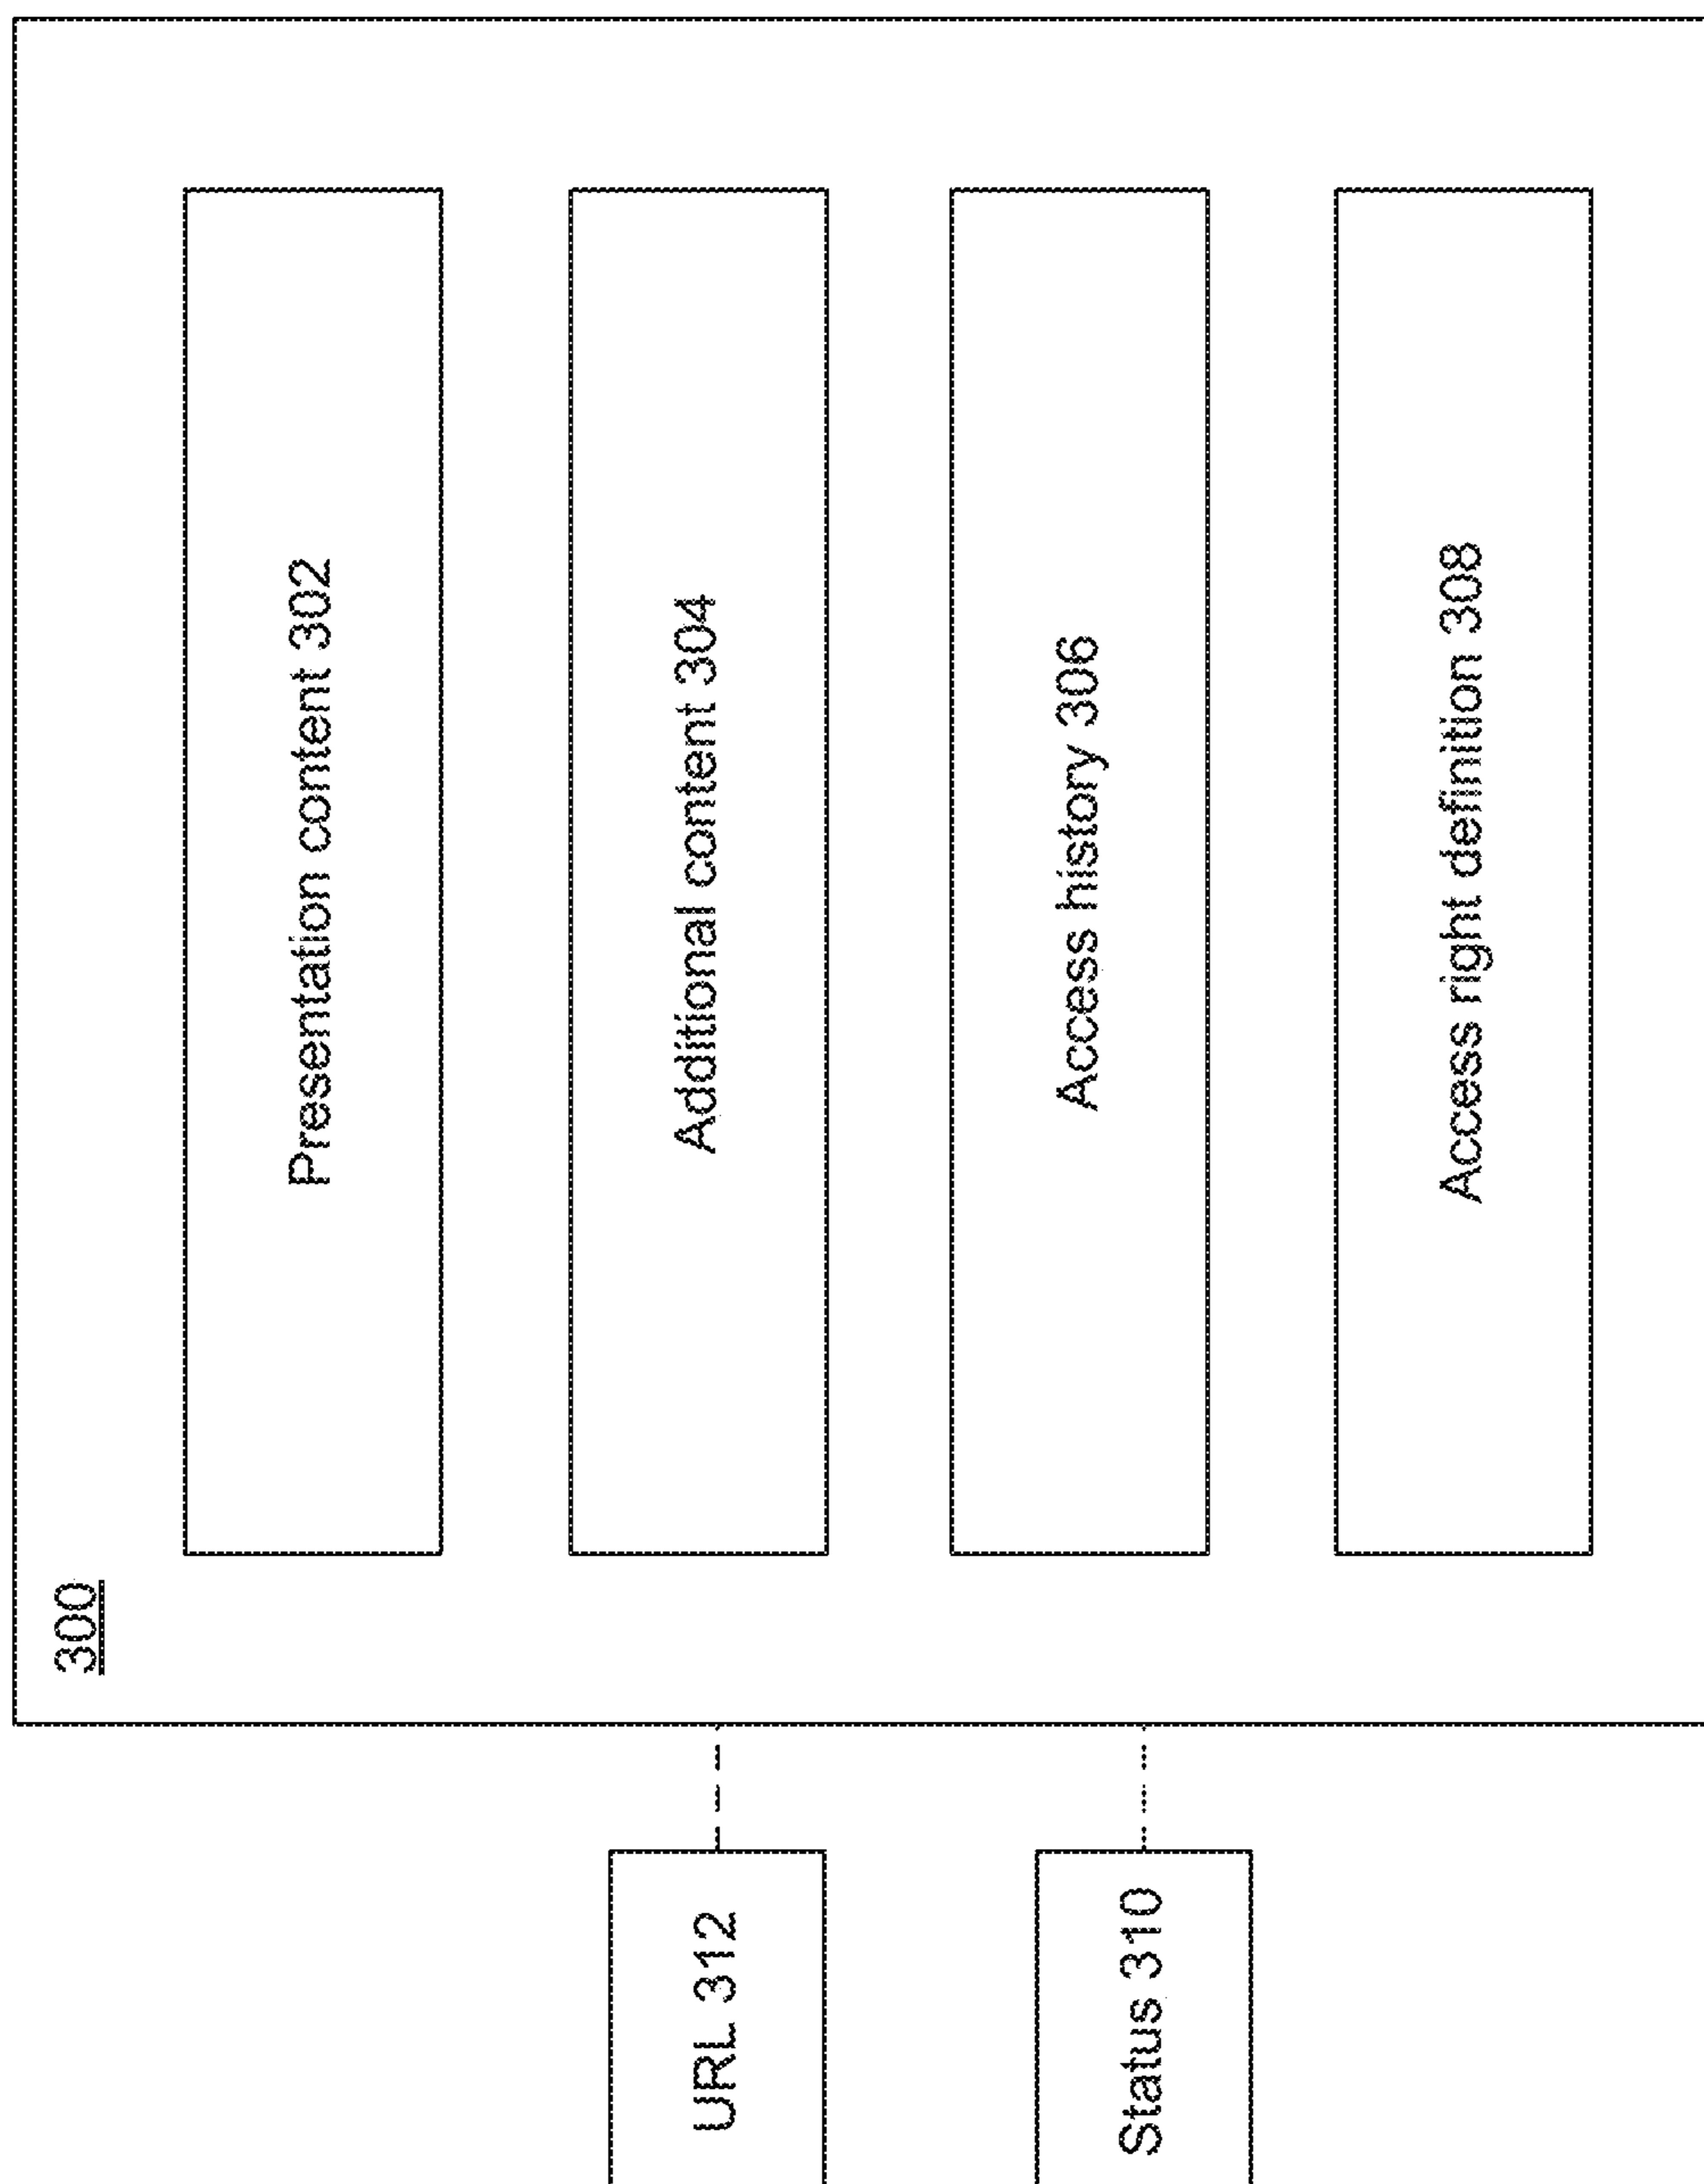 300
Presentation content 302
Additional content 304
Access history 306
Access right definition 308
URL 312
Status 310